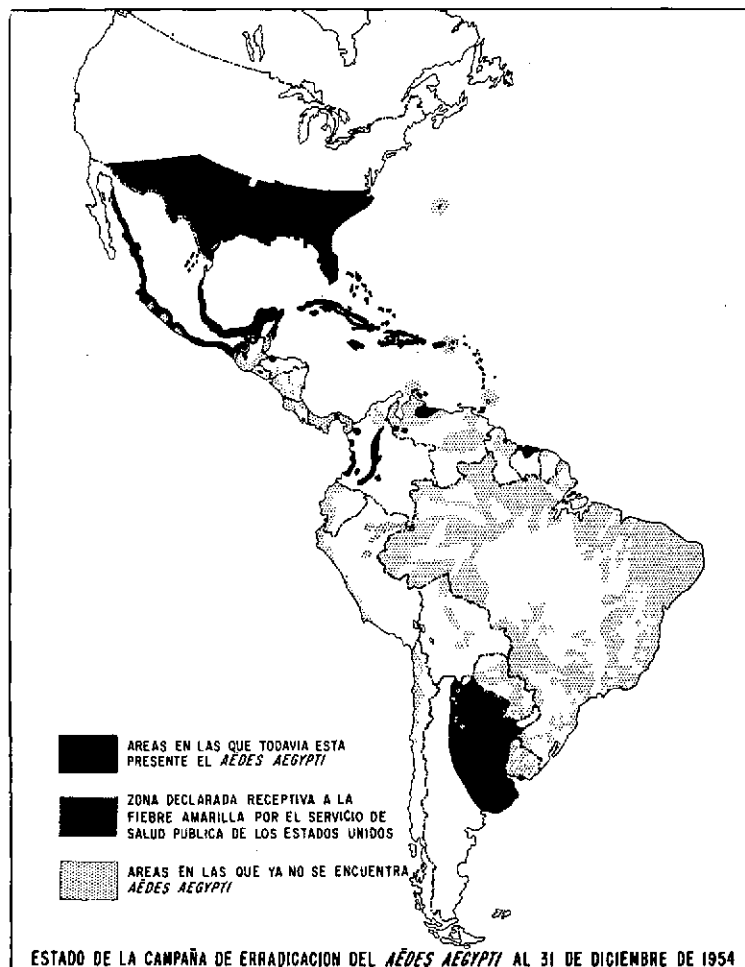 AREAS EN LAS QUE TODAVIA ESTA
PRESENTE EL AËDES AEGYPTI
ZONA DECLARADA RECEPTIVA A LA
FIEBRE AMARILLA POR EL SERVICIO DE
SALUD PUBLICA DE LOS ESTADOS UNIDOS
AREAS EN LAS QUE YA NO SE ENCUENTRA
AËDES AEGYPTI
ESTADO DE LA CAMPAÑA DE ERRADICACION DEL AËDES AEGYPTI AL 31 DE DICIEMBRE DE 1954